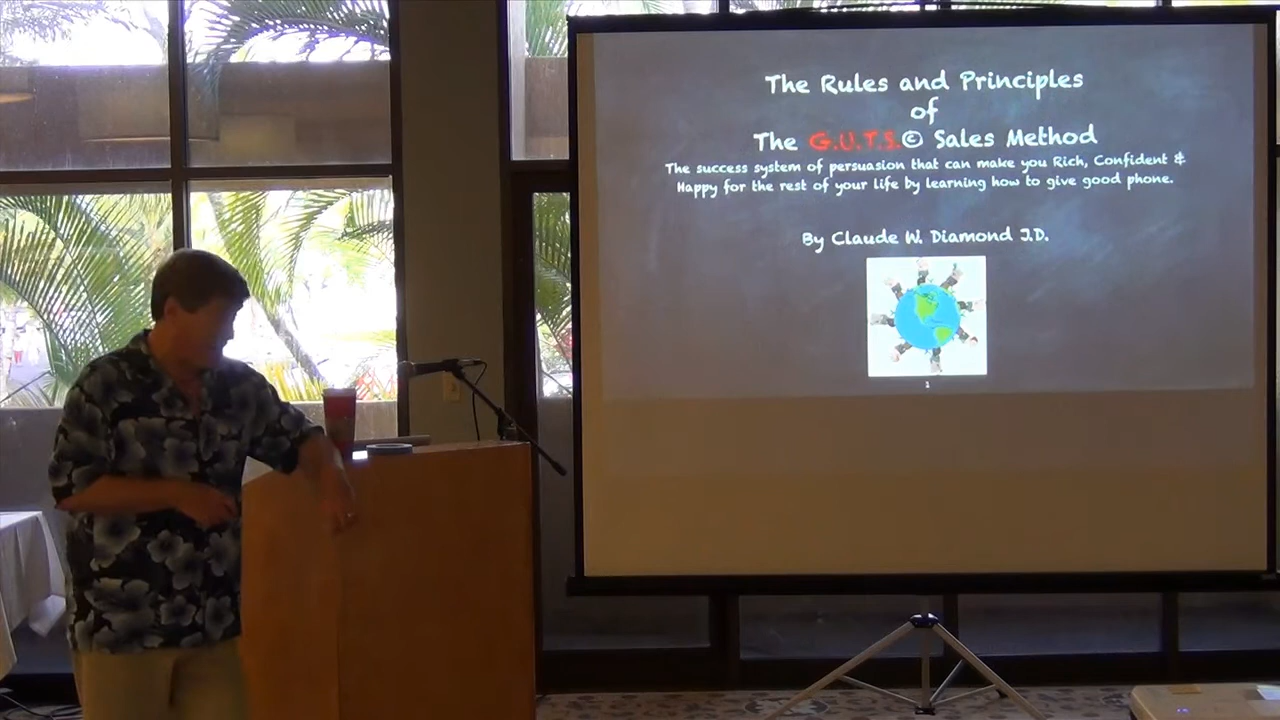 The Rules and Principles
of
The G.U.T.S.© Sales Method
The success system of persuasion that can make you Rich, Confident &
Happy for the rest of your life by learning how to give good phone.
By Claude W. Diamond J.D.
1